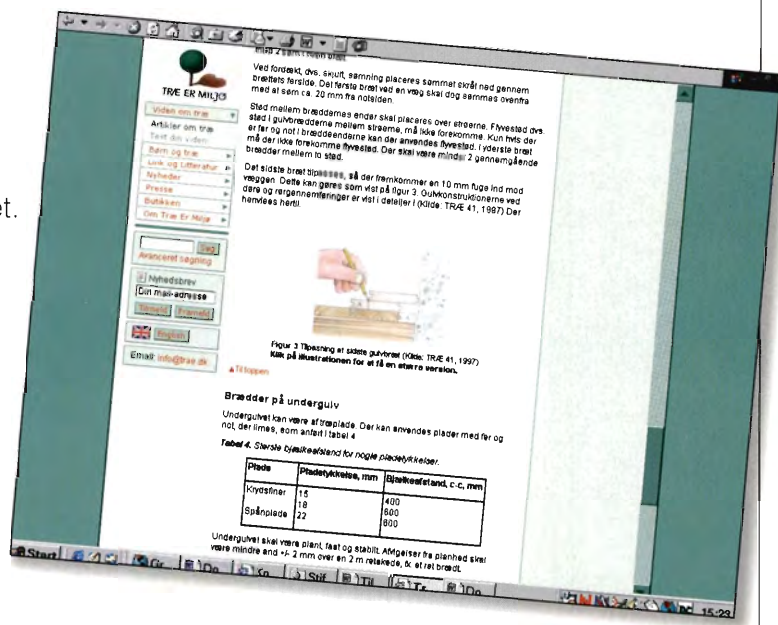 et.
TRÆ ER MILJØ
Viden om træ
Artikler om træ
Test din viden
Børn og træ
Link og Litteratur
Nyheder
Presse
Butikken
Om Træ Er Miljø
Søg
Avanceret søgning
Nyhedsbrev
Din mail-adresse
Tilmeld Frameld
English
Email: info@trae.dk
Ved fordækt, dvs. skjult, sømning placeres sømmet skråt ned gennem
brættets forside. Det første bræt ved en væg skal dog sømmes ovenfra
med et søm ca. 20 mm fra notsiden.
Stød mellem bræddernes ender skal placeres over strøerne. Flyvestød dvs.
stød i gulvbrædderne mellem strøerne, må ikke forekomme. Kun hvis der
er fer og not i bræddeenderne kan der anvendes flyvestød. I yderste bræt
må der ikke forekomme flyvestød. Der skal være mindst 2 gennemgående
brædder mellem to stød.
Det sidste bræt tilpasses, så der fremkommer en 10 mm fuge ind mod
væggen. Dette kan gøres som vist på figur 3. Gulvkonstruktionerne ved
døre og rørgennemføringer er vist i detaljer i (Kilde: TRÆ 41, 1997) Der
henvises hertil.
Figur 3 Tilpasning af sidste gulvbræt (Kilde: TRÆ 41, 1997)
Klik på illustrationen for at få en større version.
Til toppen
Brædder på undergulv
Undergulvet kan være af træplade. Der kan anvendes plader med fer og
not, der limes, som anført i tabel 4
Tabel 4. Største bjælkeafstand for nogle pladetykkelser.
Plade Pladetykkelse, mm Bjælkeafstand, c-c, mm
Krydsfiner 15 400
18 600
Spånplade 22 600
Undergulvet skal være plant, fast og stabilt. Afvigelser fra planhed skal
være mindre end +/- 2 mm over en 2 m retskede, fx. et ret brædt.
Start
15:23